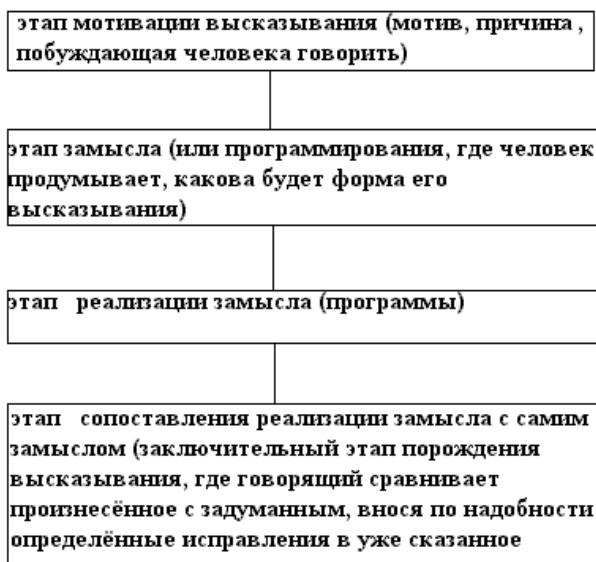 этап мотивации высказывания (мотив, причина ,
побуждающая человека говорить)
этап замысла (или программирования, где человек
продумывает, какова будет форма его
высказывания)
этап реализации замысла (программы)
этап сопоставления реализации замысла с самим
замыслом (заключительный этап порождения
высказывания, где говорящий сравнивает
произнесённое с задуманным, внося по надобности
определённые исправления в уже сказанное